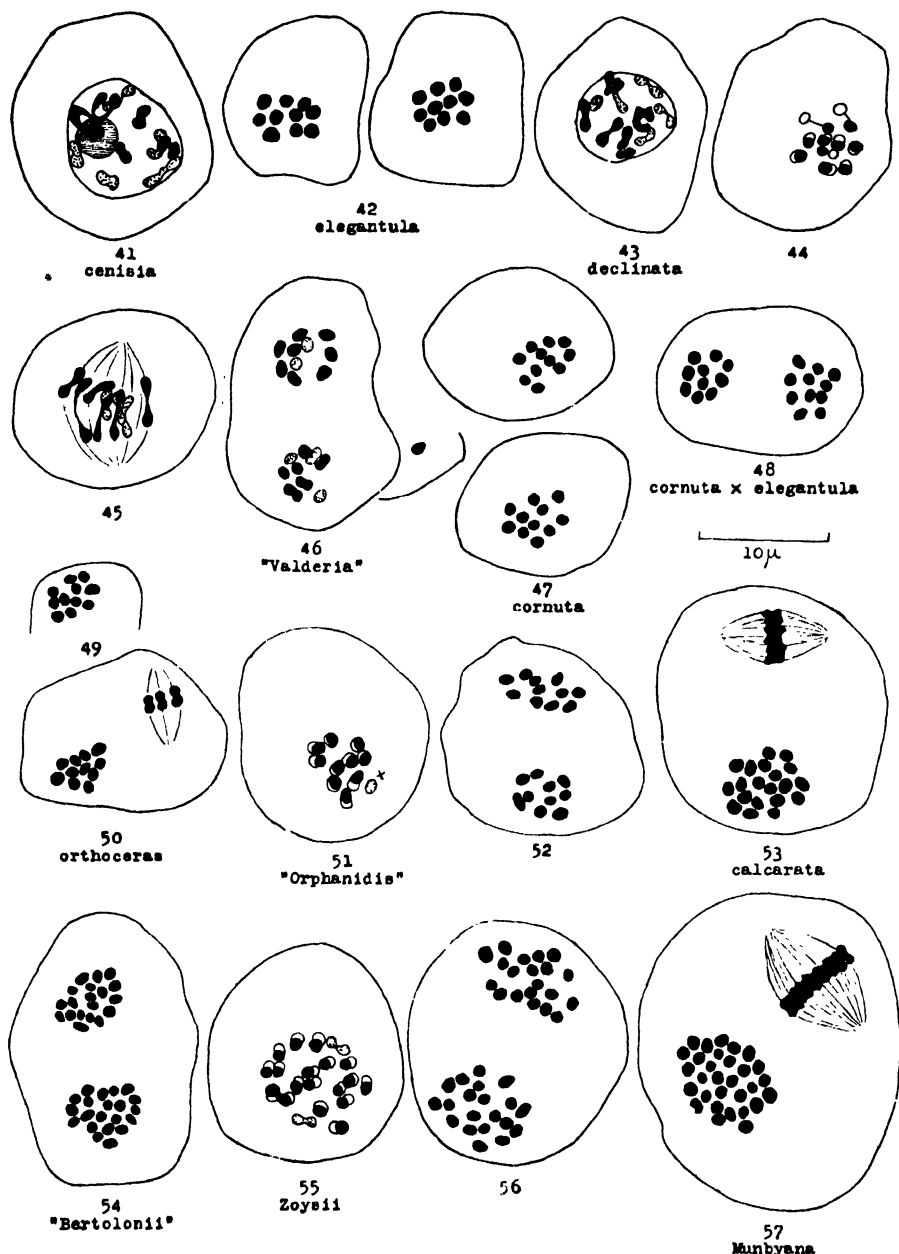 41
cenisia
42
elegantula
43
declinata
44
45
46
"Valderia"
47
cornuta
48
cornuta x elegantula
10μ
49
50
orthoceras
51
"Orphanidis"
x
52
53
calcarata
54
"Bertolonii"
55
Zoysii
56
57
Munbyana